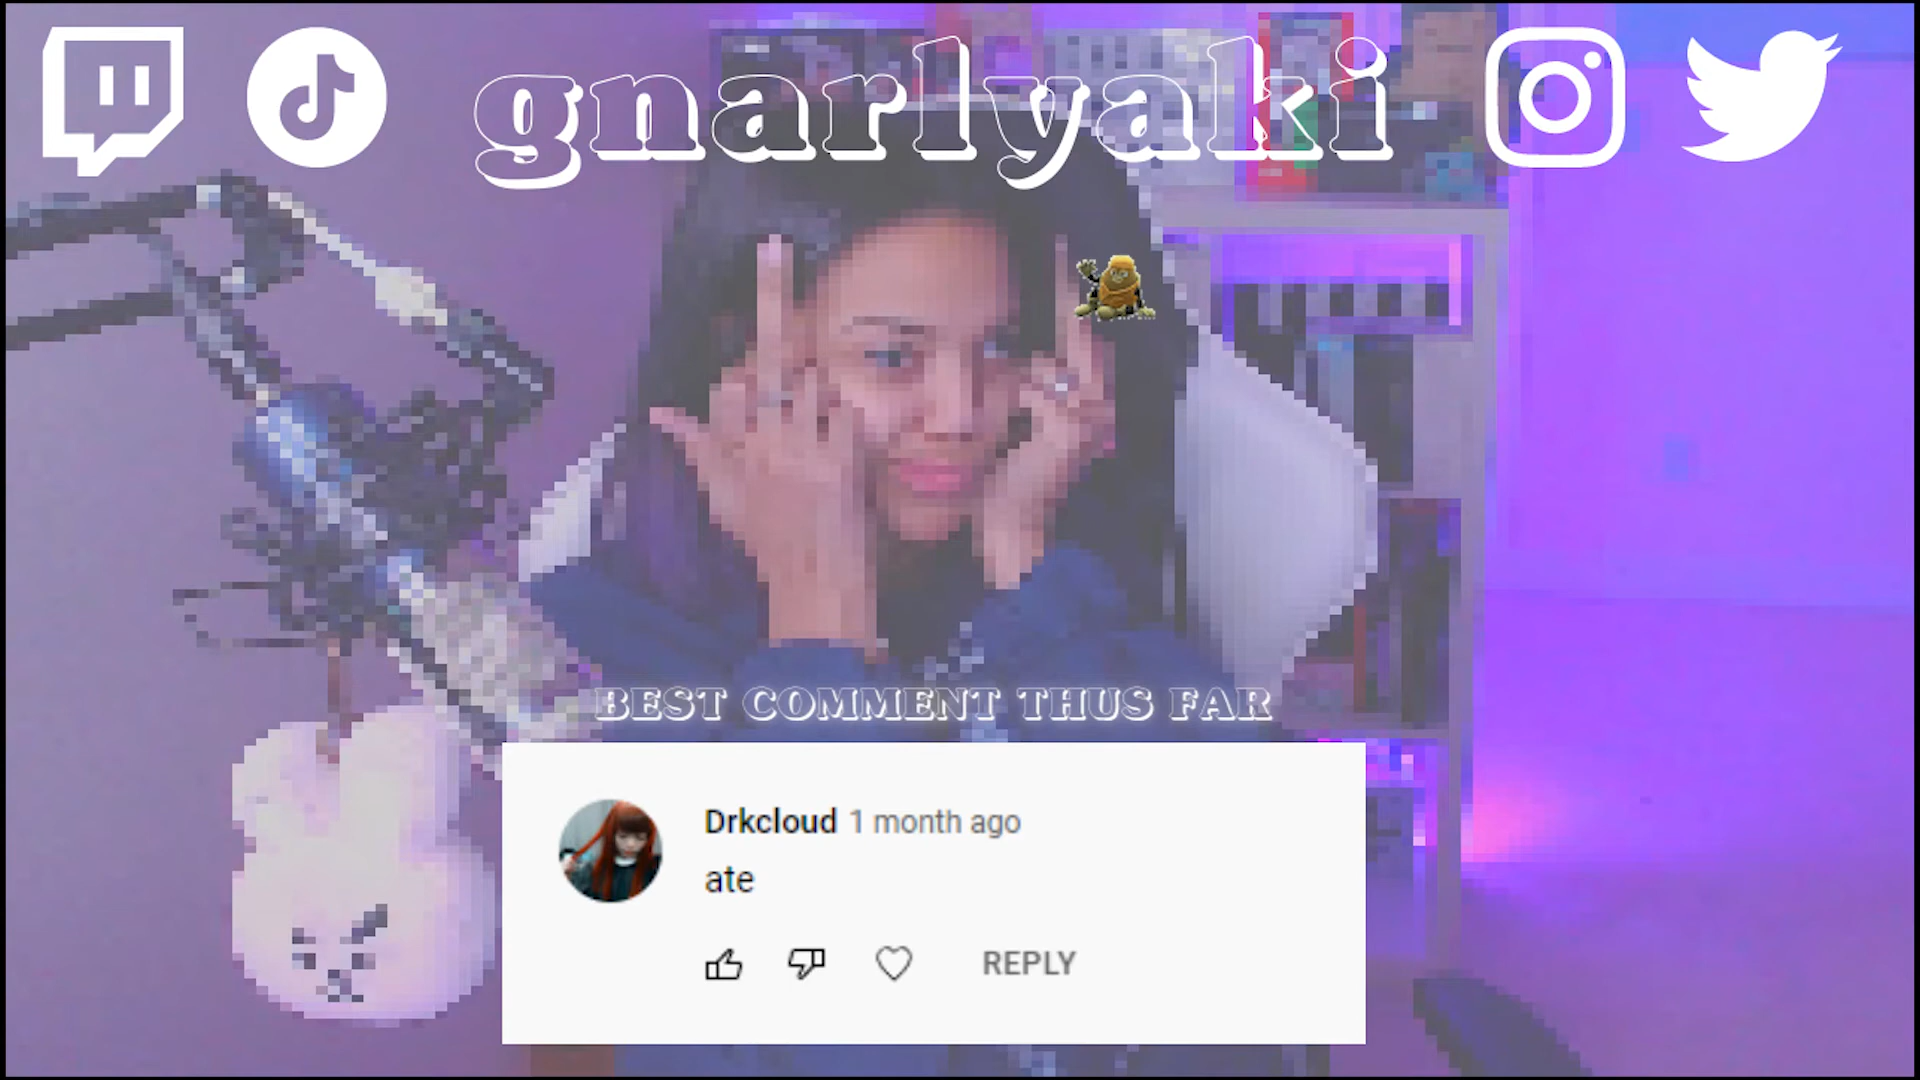 gnarlyaki
BEST COMMENT THUS FAR
Drkcloud 1 month ago
ate
REPLY